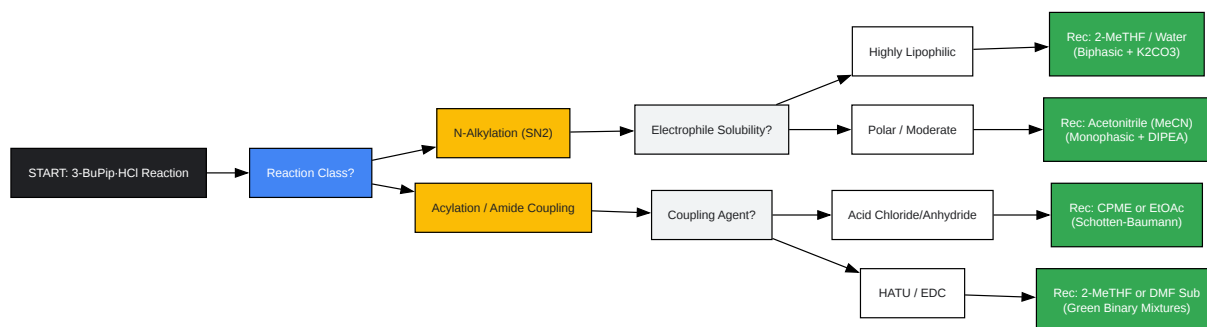 START: 3-BuPip·HCl Reaction
Reaction Class?
N-Alkylation (SN2)
Acylation / Amide Coupling
Electrophile Solubility?
Coupling Agent?
Highly Lipophilic
Polar / Moderate
Acid Chloride/Anhydride
HATU / EDC
Rec: 2-MeTHF / Water
(Biphasic + K2CO3)
Rec: Acetonitrile (MeCN)
(Monophasic + DIPEA)
Rec: CPME or EtOAc
(Schotten-Baumann)
Rec: 2-MeTHF or DMF Sub
(Green Binary Mixtures)